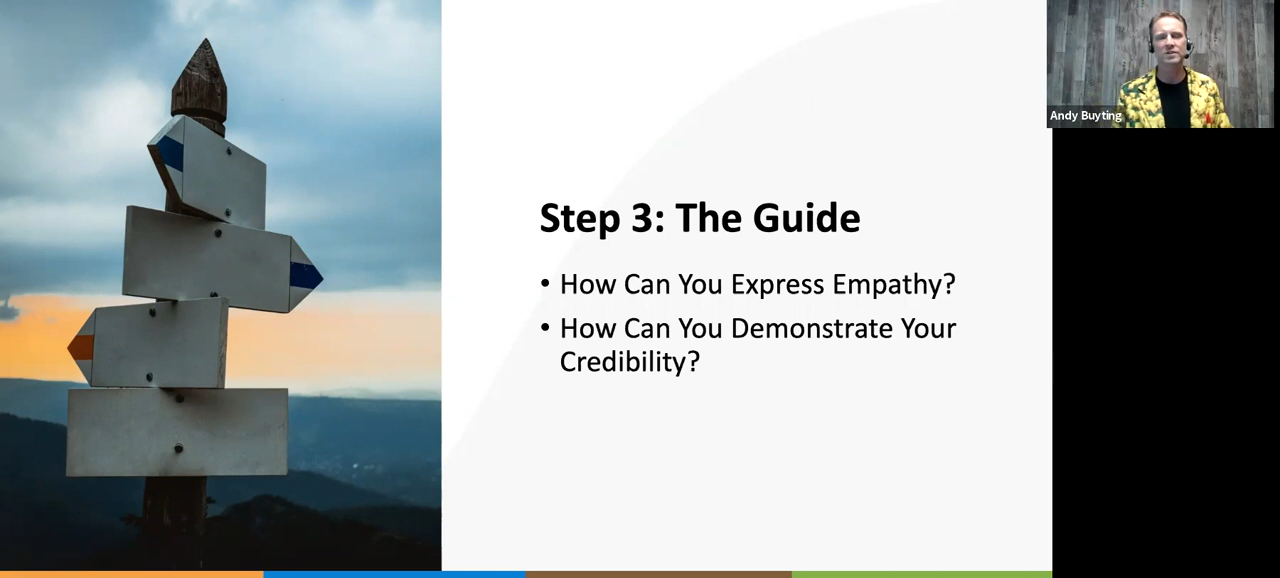 Step 3: The Guide
• How Can You Express Empathy?
• How Can You Demonstrate Your
Credibility?
Andy Buyting